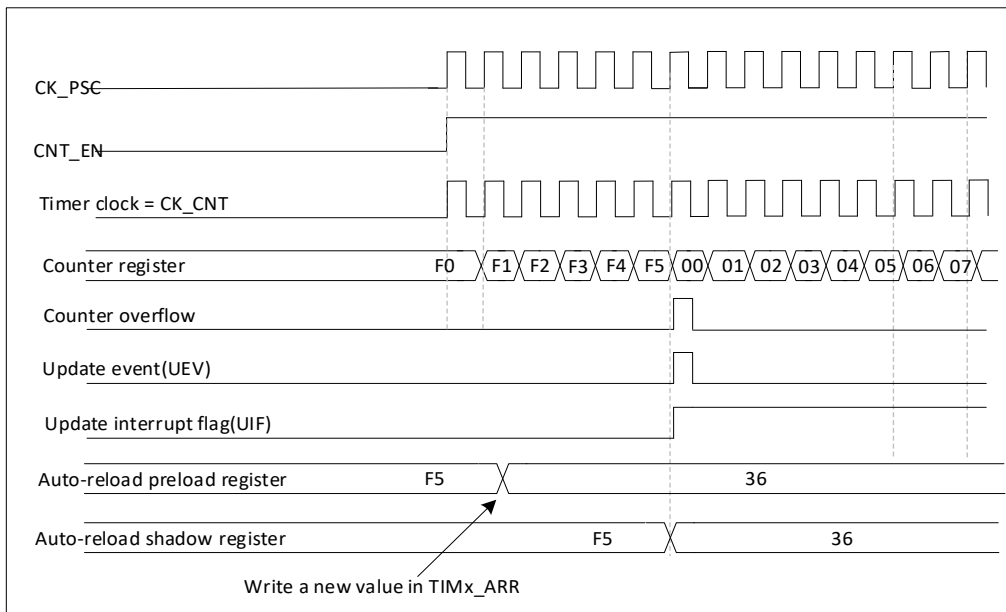 CK_PSC
CNT_EN
Timer clock = CK_CNT
Counter register F0 F1 F2 F3 F4 F5 00 01 02 03 04 05 06 07
Counter overflow
Update event(UEV)
Update interrupt flag(UIF)
Auto-reload preload register F5 36
Auto-reload shadow register F5 36
Write a new value in TIMx_ARR